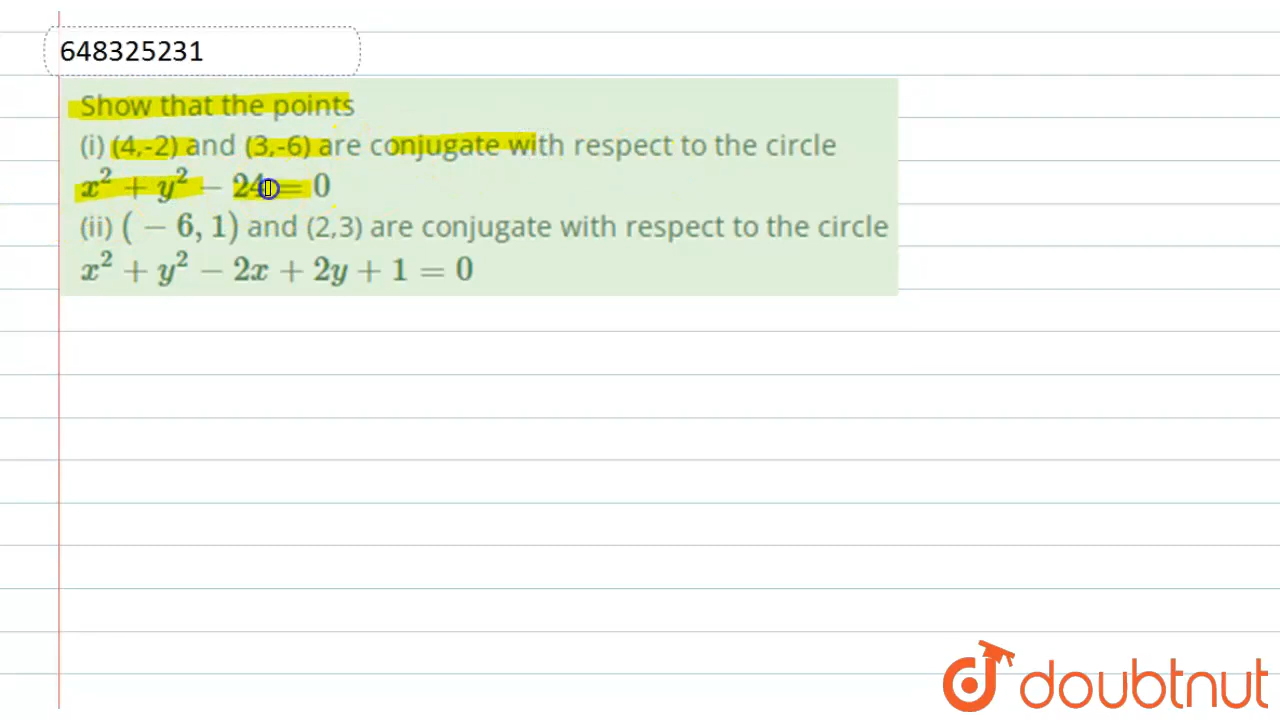 648325231
Show that the points
(i) (4,-2) and (3,-6) are conjugate with respect to the circle
x² + y² − 24 = 0
(ii) (− 6, 1) and (2,3) are conjugate with respect to the circle
x² + y² − 2x + 2y + 1 = 0
doubtnut